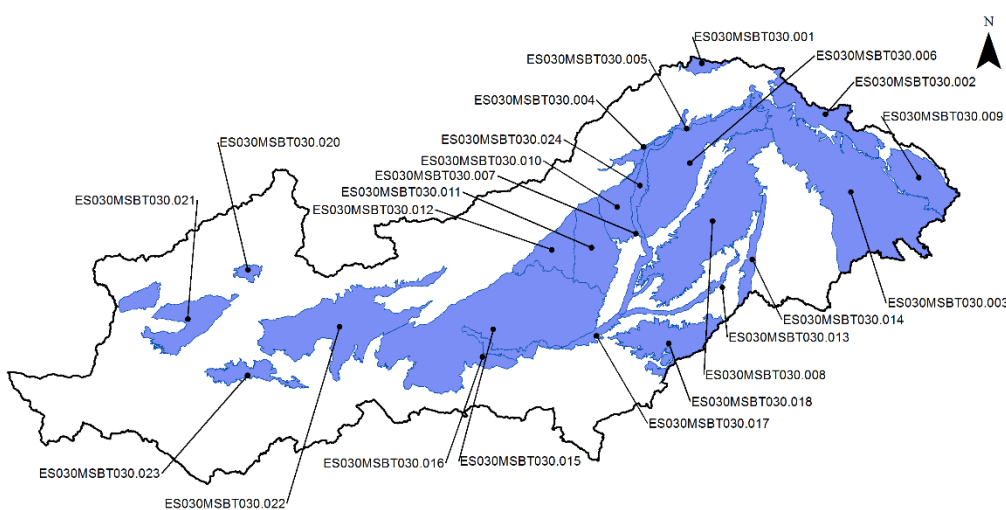 N
ES030MSBT030.001
ES030MSBT030.005
ES030MSBT030.006
ES030MSBT030.002
ES030MSBT030.004
ES030MSBT030.009
ES030MSBT030.024
ES030MSBT030.020
ES030MSBT030.010
ES030MSBT030.007
ES030MSBT030.011
ES030MSBT030.021
ES030MSBT030.012
ES030MSBT030.003
ES030MSBT030.014
ES030MSBT030.013
ES030MSBT030.008
ES030MSBT030.018
ES030MSBT030.017
ES030MSBT030.016
ES030MSBT030.015
ES030MSBT030.023
ES030MSBT030.022